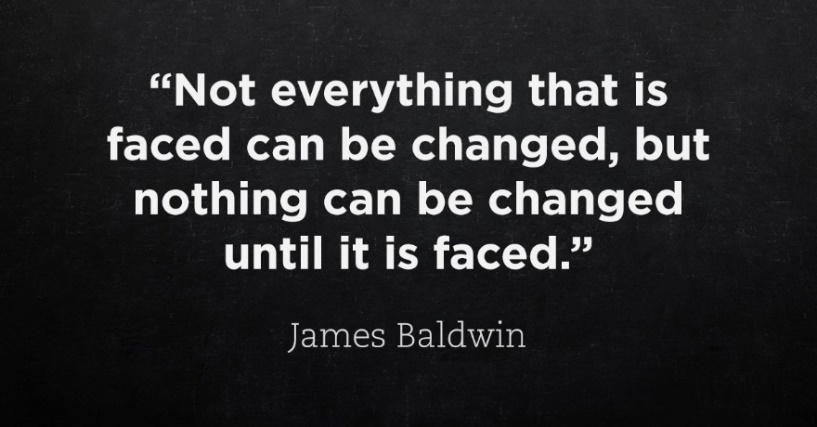 “Not everything that is
faced can be changed, but
nothing can be changed
until it is faced.”
James Baldwin